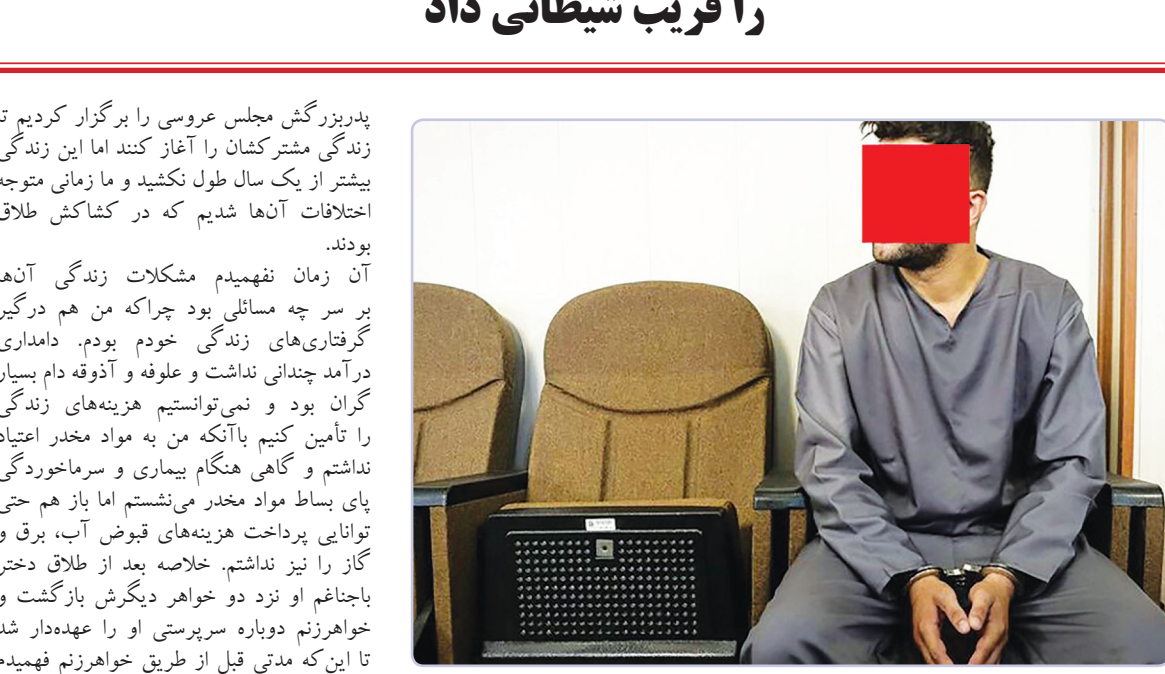 را فریب شیطانی داد
پدربزرگش مجلس عروسی را برگزار کردیم تا
زندگی مشترکشان را آغاز کنند اما این زندگی
بیشتر از یک سال طول نکشید و ما زمانی متوجه
اختلافات آن‌ها شدیم که در کشاکش طلاق
بودند.
آن زمان نفهمیدم مشکلات زندگی آن‌ها
بر سر چه مسائلی بود چراکه من هم درگیر
گرفتاری‌های زندگی خودم بودم. دامداری
درآمد چندانی نداشت و علوفه و آذوقه دام بسیار
گران بود و نمی‌توانستیم هزینه‌های زندگی
را تأمین کنیم باآنکه من به مواد مخدر اعتیاد
نداشتم و گاهی هنگام بیماری و سرماخوردگی
پای بساط مواد مخدر می‌نشستم اما باز هم حتی
توانایی پرداخت هزینه‌های قبوض آب، برق و
گاز را نیز نداشتم. خلاصه بعد از طلاق دختر
باجناغم او نزد دو خواهر دیگرش بازگشت و
خواهرزنم دوباره سرپرستی او را عهده‌دار شد
تا این‌که مدتی قبل از طریق خواهرزنم فهمیدم